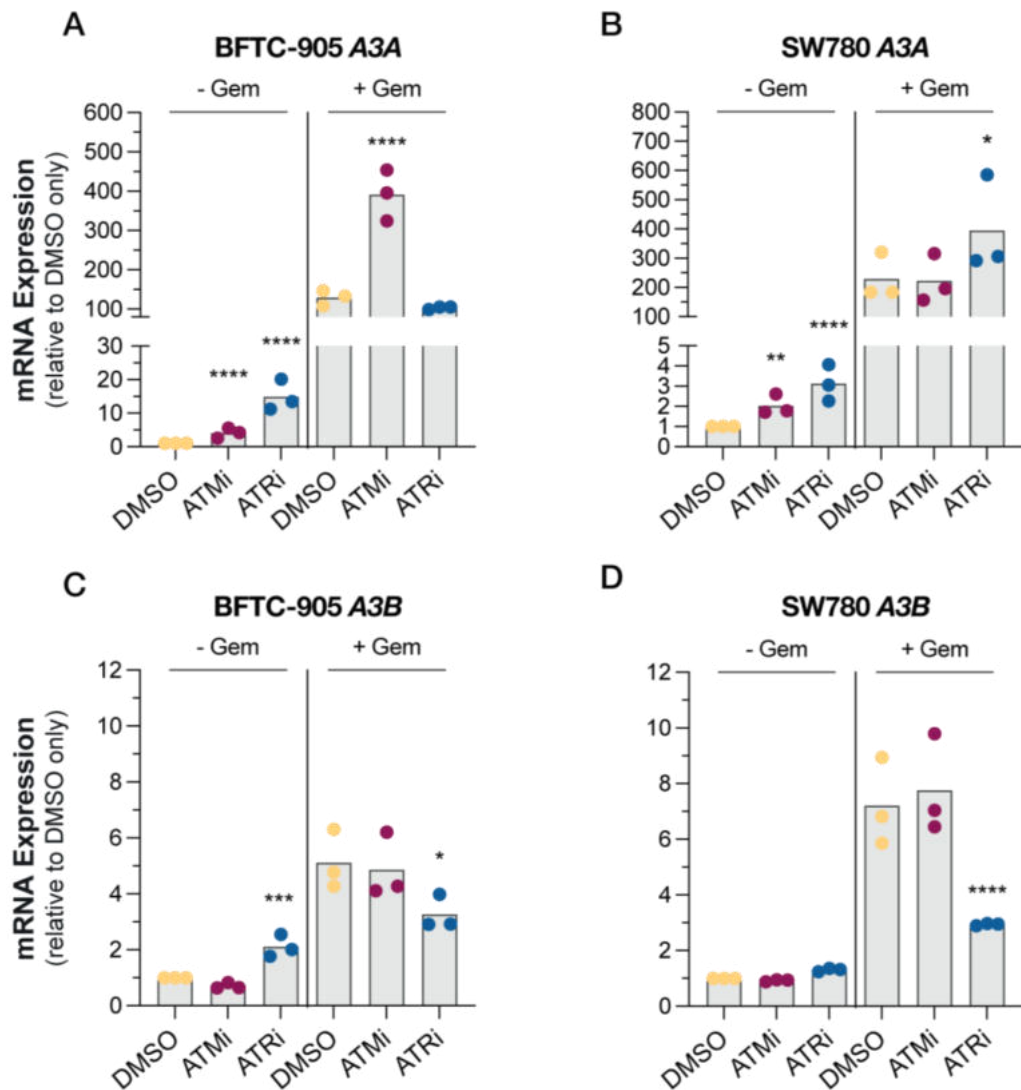 A
BFTC-905 A3A
- Gem + Gem
mRNA Expression
(relative to DMSO only)
600
500
400
300
200
100
30
20
10
0
****
****
****
DMSO ATMi ATRi DMSO ATMi ATRi
B
SW780 A3A
- Gem + Gem
800
700
600
500
400
300
200
100
5
4
3
2
1
0
**
****
*
DMSO ATMi ATRi DMSO ATMi ATRi
C
BFTC-905 A3B
- Gem + Gem
mRNA Expression
(relative to DMSO only)
12
10
8
6
4
2
0
***
*
DMSO ATMi ATRi DMSO ATMi ATRi
D
SW780 A3B
- Gem + Gem
12
10
8
6
4
2
0
****
DMSO ATMi ATRi DMSO ATMi ATRi